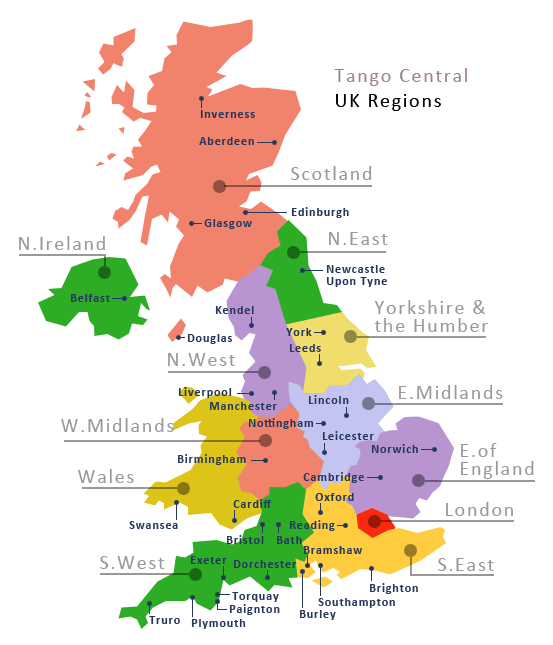 Tango Central
UK Regions
Inverness
Aberdeen
Scotland
Edinburgh
Glasgow
N.Ireland
N.East
Newcastle
Upon Tyne
Belfast
Kendel
Yorkshire &
the Humber
York
Douglas
Leeds
N.West
Liverpool
Manchester
E.Midlands
Lincoln
W.Midlands
Nottingham
Leicester
Norwich
E.of
England
Birmingham
Wales
Cambridge
Oxford
Cardiff
London
Swansea
Reading
Bristol
Bath
Bramshaw
S.West
Exeter
Dorchester
S.East
Brighton
Torquay
Southampton
Paignton
Burley
Truro
Plymouth